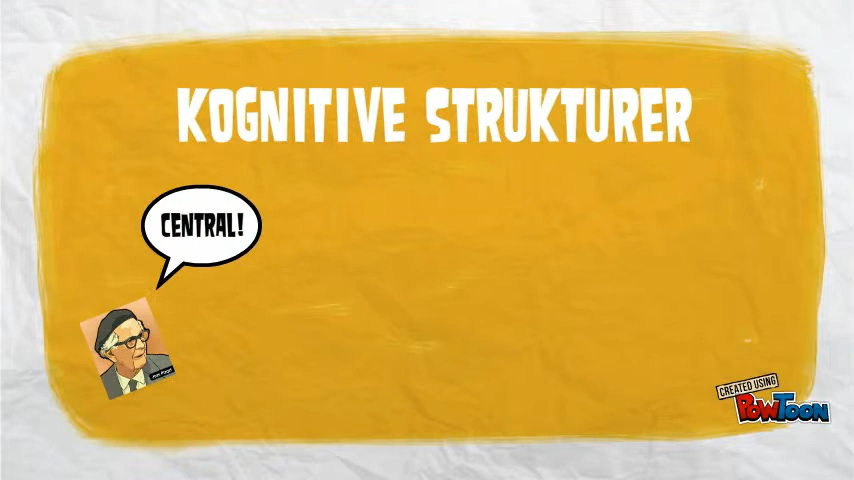 KOGNITIVE STRUKTURER
CENTRAL!
CREATED USING
POWTOON